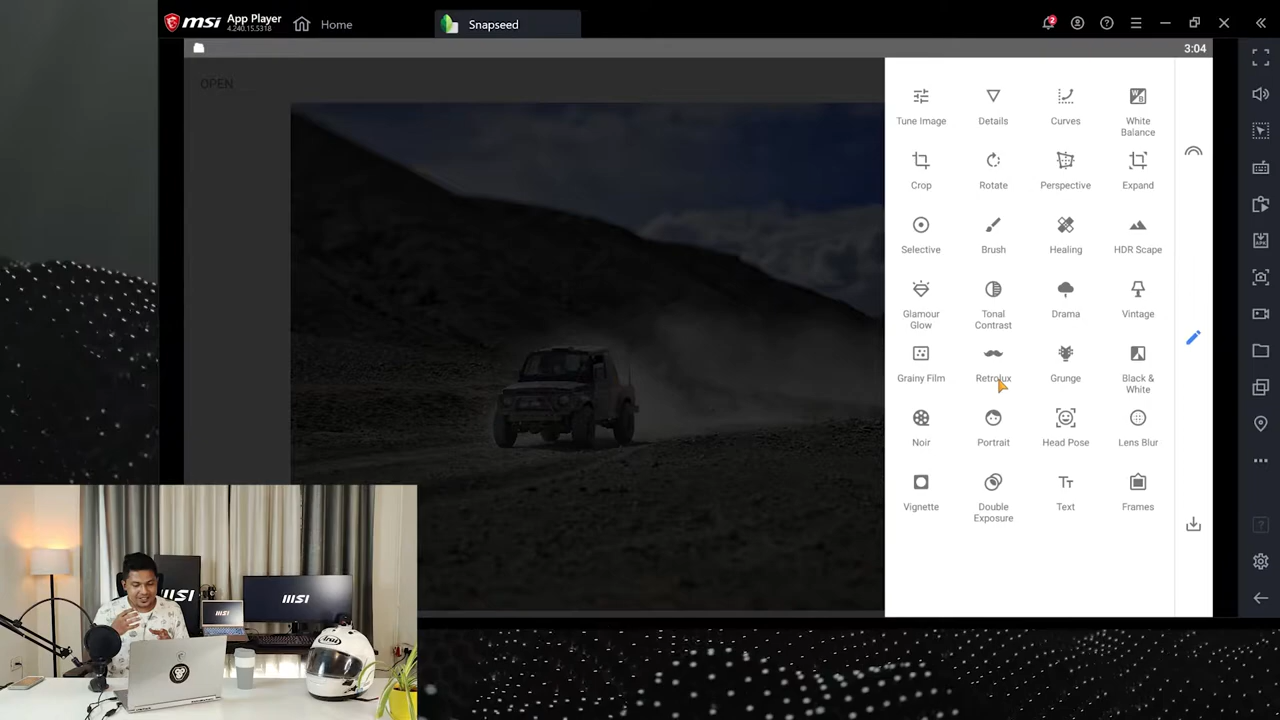 msi App Player
4.240.15.5318
Home
Snapseed
2
3:04
OPEN
Tune Image
Details
Curves
White
Balance
Crop
Rotate
Perspective
Expand
Selective
Brush
Healing
HDR Scape
Glamour
Glow
Tonal
Contrast
Drama
Vintage
Grainy Film
Retrolux
Grunge
Black &
White
Noir
Portrait
Head Pose
Lens Blur
Vignette
Double
Exposure
Text
Frames
msi
msi
msi
Arai